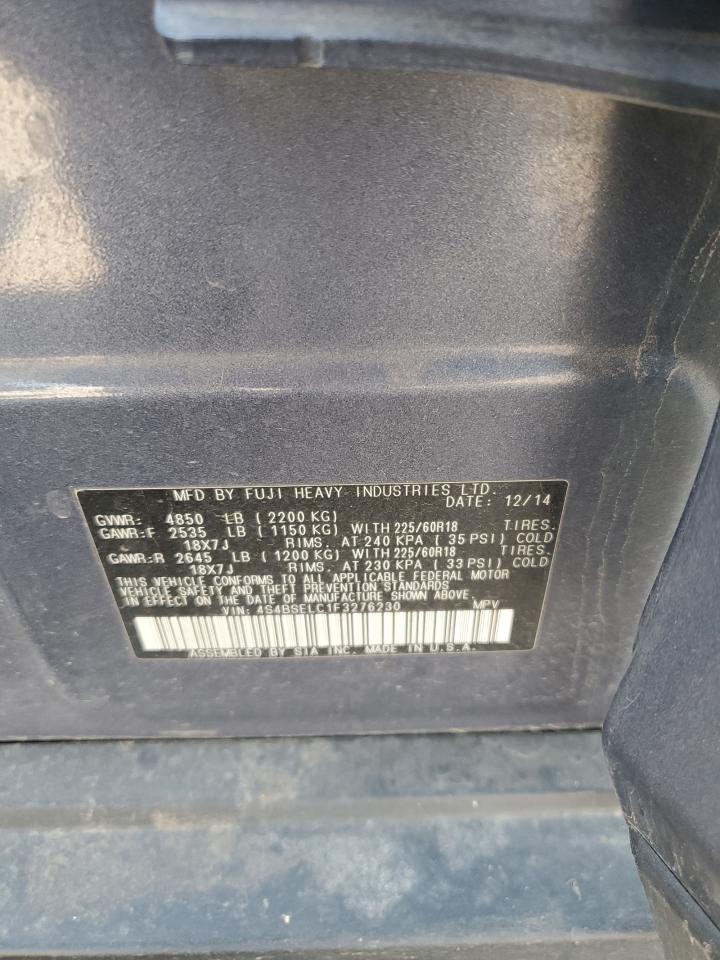 MFD BY FUJI HEAVY INDUSTRIES LTD.
DATE: 12/14
GVWR: 4850 LB ( 2200 KG)
GAWR:F 2535 LB ( 1150 KG) WITH 225/60R18 TIRES.
18X7J RIMS. AT 240 KPA ( 35 PSI) COLD
GAWR:R 2645 LB ( 1200 KG) WITH 225/60R18 TIRES.
18X7J RIMS. AT 230 KPA ( 33 PSI) COLD
THIS VEHICLE CONFORMS TO ALL APPLICABLE FEDERAL MOTOR
VEHICLE SAFETY AND THEFT PREVENTION STANDARDS
IN EFFECT ON THE DATE OF MANUFACTURE SHOWN ABOVE.
VIN: 4S4BSELC1F3276230 MPV
ASSEMBLED BY SIA INC. MADE IN U.S.A.